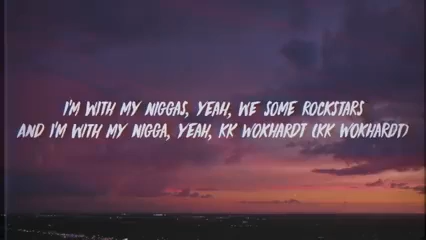 I'M WITH MY NIGGAS, YEAH, WE SOME ROCKSTARS
AND I'M WITH MY NIGGA, YEAH, KK WOKHARDT (KK WOKHARDT)